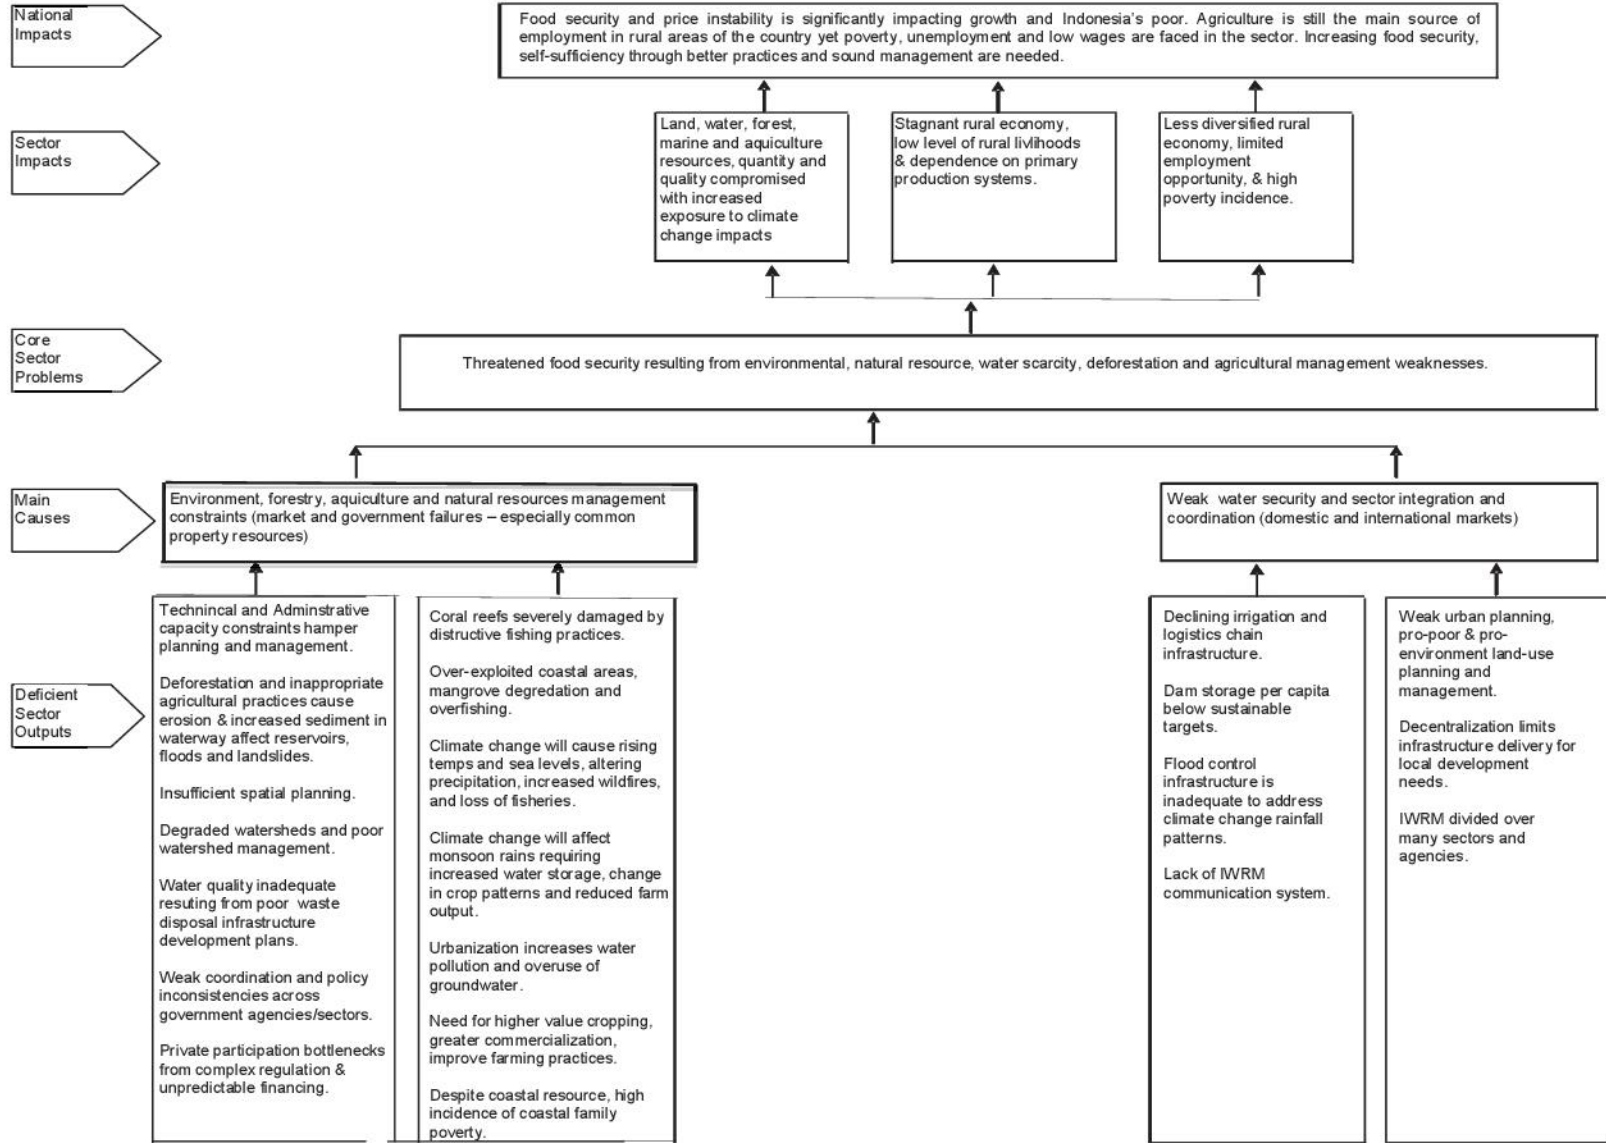 National
Impacts
Food security and price instability is significantly impacting growth and Indonesia's poor. Agriculture is still the main source of
employment in rural areas of the country yet poverty, unemployment and low wages are faced in the sector. Increasing food security,
self-sufficiency through better practices and sound management are needed.
Sector
Impacts
Land, water, forest,
marine and aquiculture
resources, quantity and
quality compromised
with increased
exposure to climate
change impacts
Stagnant rural economy,
low level of rural livlihoods
& dependence on primary
production systems.
Less diversified rural
economy, limited
employment
opportunity, & high
poverty incidence.
Core
Sector
Problems
Threatened food security resulting from environmental, natural resource, water scarcity, deforestation and agricultural management weaknesses.
Main
Causes
Environment, forestry, aquiculture and natural resources management
constraints (market and government failures – especially common
property resources)
Weak water security and sector integration and
coordination (domestic and international markets)
Deficient
Sector
Outputs
Technincal and Adminstrative
capacity constraints hamper
planning and management.
Deforestation and inappropriate
agricultural practices cause
erosion & increased sediment in
waterway affect reservoirs,
floods and landslides.
Insufficient spatial planning.
Degraded watersheds and poor
watershed management.
Water quality inadequate
resuting from poor waste
disposal infrastructure
development plans.
Weak coordination and policy
inconsistencies across
government agencies/sectors.
Private participation bottlenecks
from complex regulation &
unpredictable financing.
Coral reefs severely damaged by
distructive fishing practices.
Over-exploited coastal areas,
mangrove degredation and
overfishing.
Climate change will cause rising
temps and sea levels, altering
precipitation, increased wildfires,
and loss of fisheries.
Climate change will affect
monsoon rains requiring
increased water storage, change
in crop patterns and reduced farm
output.
Urbanization increases water
pollution and overuse of
groundwater.
Need for higher value cropping,
greater commercialization,
improve farming practices.
Despite coastal resource, high
incidence of coastal family
poverty.
Declining irrigation and
logistics chain
infrastructure.
Dam storage per capita
below sustainable
targets.
Flood control
infrastructure is
inadequate to address
climate change rainfall
patterns.
Lack of IWRM
communication system.
Weak urban planning,
pro-poor & pro-
environment land-use
planning and
management.
Decentralization limits
infrastructure delivery for
local development
needs.
IWRM divided over
many sectors and
agencies.